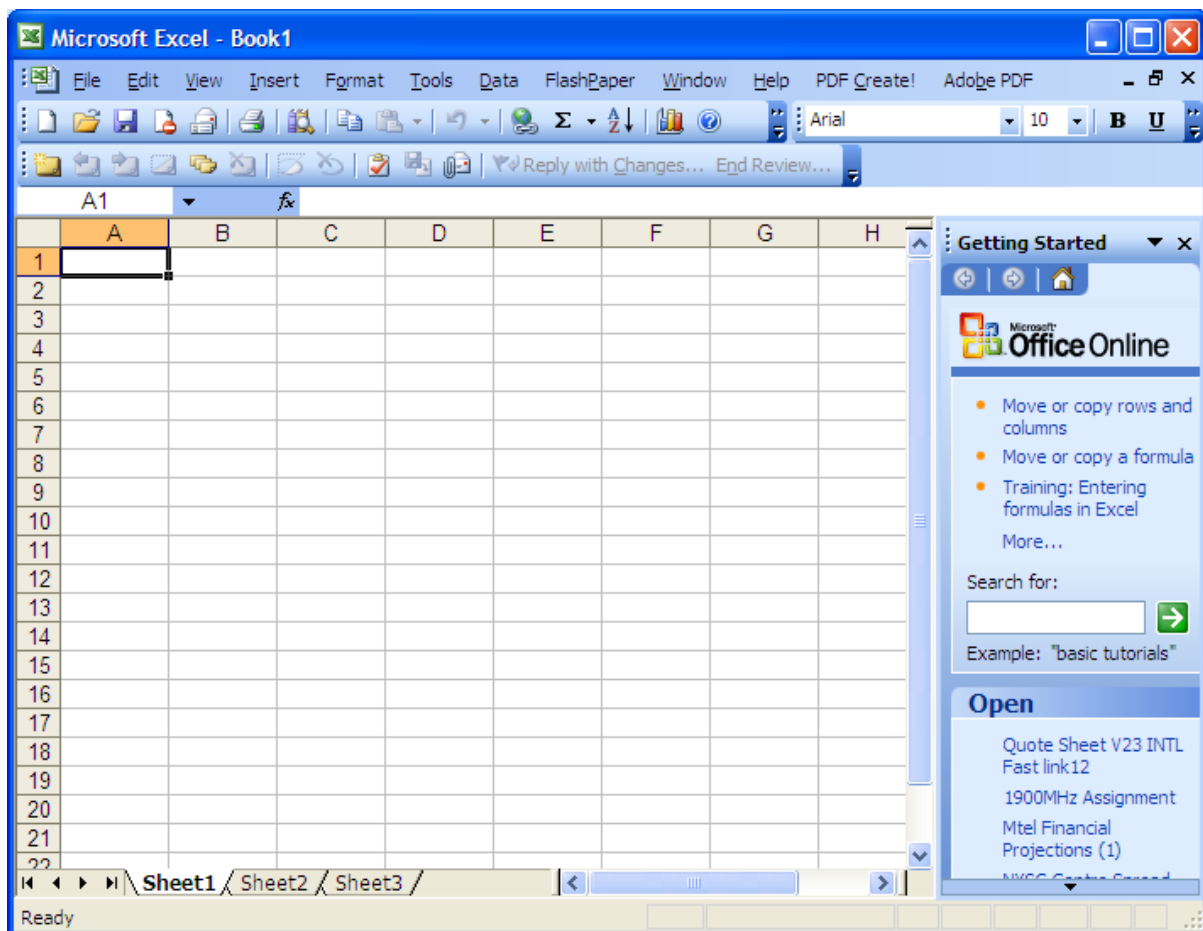 Microsoft Excel - Book1
File Edit View Insert Format Tools Data FlashPaper Window Help PDF Create! Adobe PDF
Arial 10 B U
Reply with Changes... End Review...
A1 fx
A B C D E F G H
1
2
3
4
5
6
7
8
9
10
11
12
13
14
15
16
17
18
19
20
21
22
Getting Started
Microsoft
Office Online
Move or copy rows and
columns
Move or copy a formula
Training: Entering
formulas in Excel
More...
Search for:
Example: "basic tutorials"
Open
Quote Sheet V23 INTL
Fast link12
1900MHz Assignment
Mtel Financial
Projections (1)
Sheet1 Sheet2 Sheet3
Ready